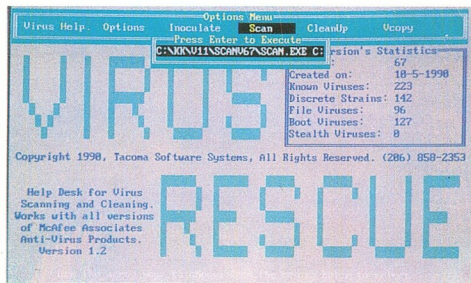 Options Menu
Virus Help. Options Inoculate Scan CleanUp Vcopy
Press Enter to Execute
C:\KK\V11\SCANV67\SCAN.EXE C:
ersion's Statistics
67
Created on: 10-5-1990
Known Viruses: 223
Discrete Strains: 142
File Viruses: 96
Boot Viruses: 127
Stealth Viruses: 0
VIRUS
Copyright 1990, Tacoma Software Systems, All Rights Reserved. (206) 850-2353
Help Desk for Virus
Scanning and Cleaning.
Works with all versions
of McAfee Associates
Anti-Virus Products.
Version 1.2
RESCUE